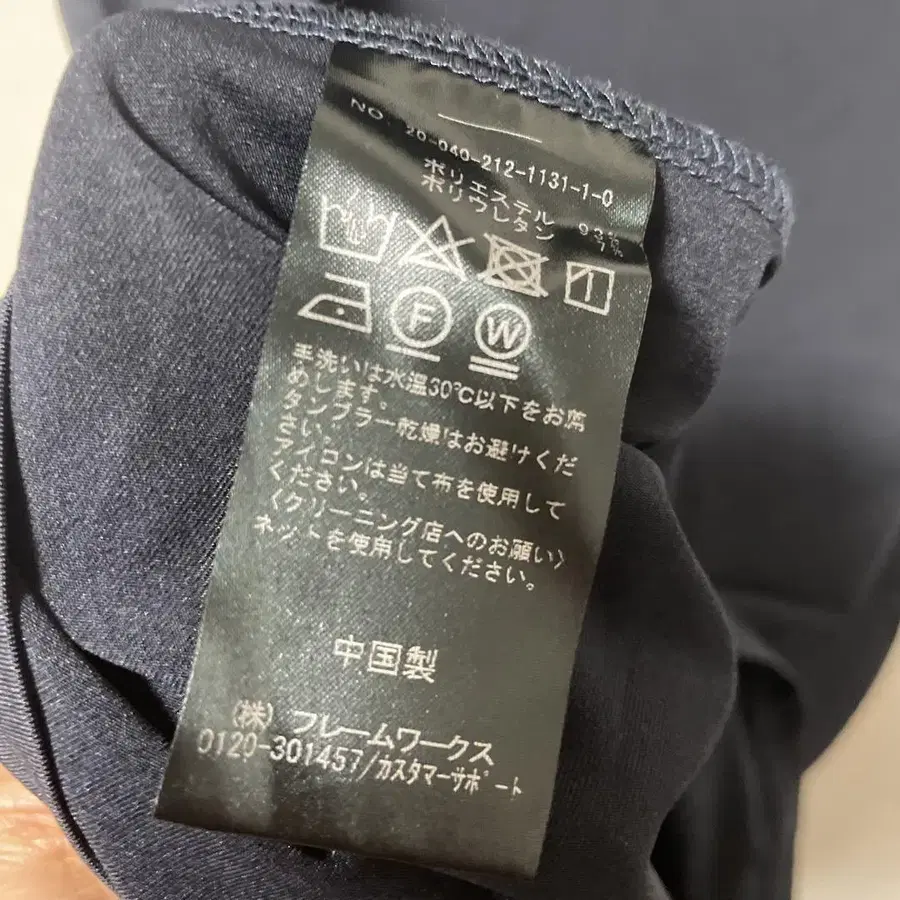 NO. 20-040-212-1131-1-0
ポリエステル 93%
ポリウレタン 7%
F W
手洗いは水温30℃以下をお薦
めします。
タンブラー乾燥はお避けくだ
さい。
アイロンは当て布を使用して
ください。
〈クリーニング店へのお願い〉
ネットを使用してください。
中国製
(株) フレームワークス
0120-301457/カスタマーサポート